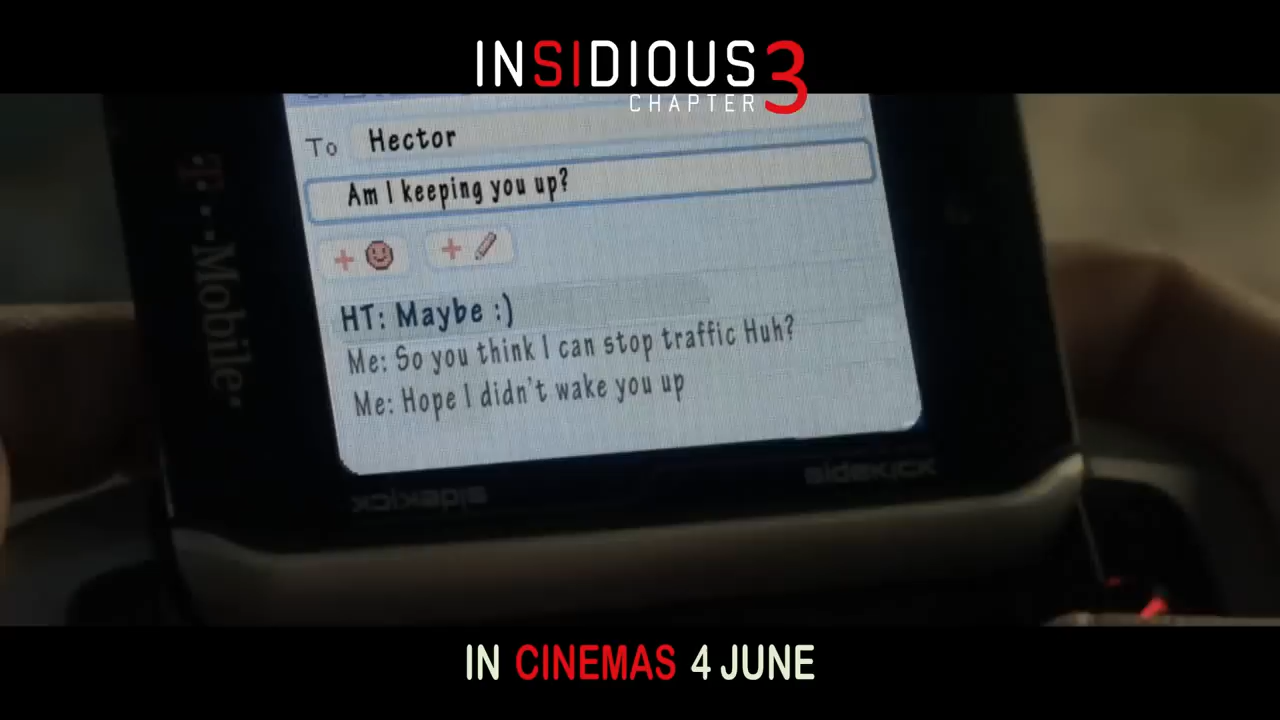 INSIDIOUS 3
CHAPTER
To Hector
Am I keeping you up?
HT: Maybe :)
Me: So you think I can stop traffic Huh?
Me: Hope I didn't wake you up
T··Mobile·
sidekick
sidekick
IN CINEMAS 4 JUNE